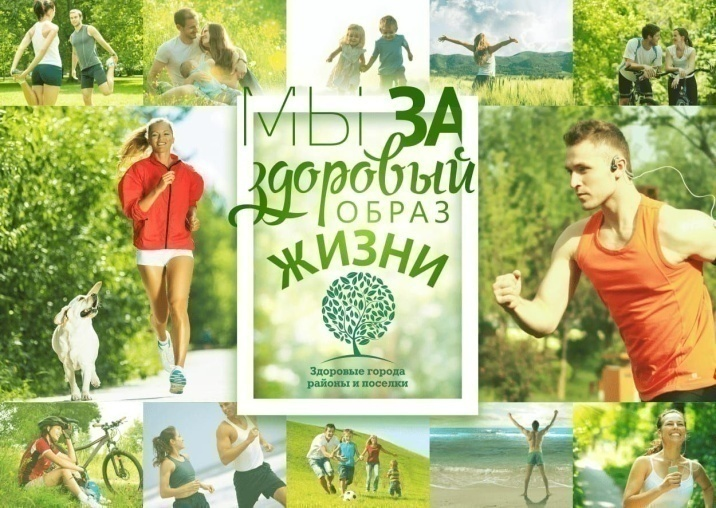 МЫ ЗА
здоровый
ОБРАЗ
ЖИЗНИ
Здоровые города
районы и поселки